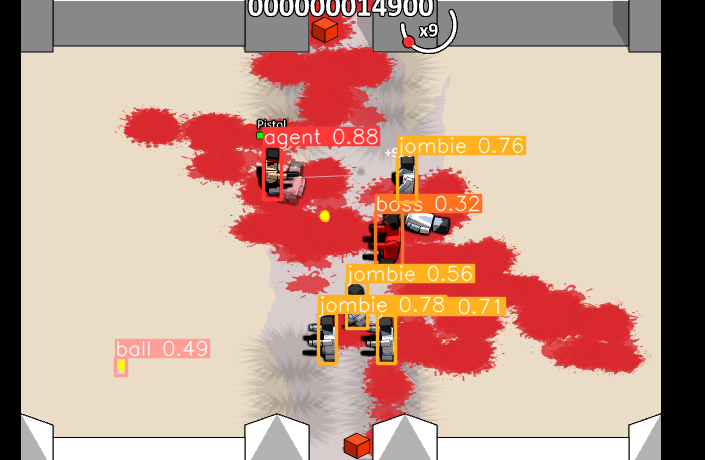 000000014900
x9
Pistol
agent 0.88
jombie 0.76
boss 0.32
jombie 0.56
jombie 0.78
0.71
ball 0.49